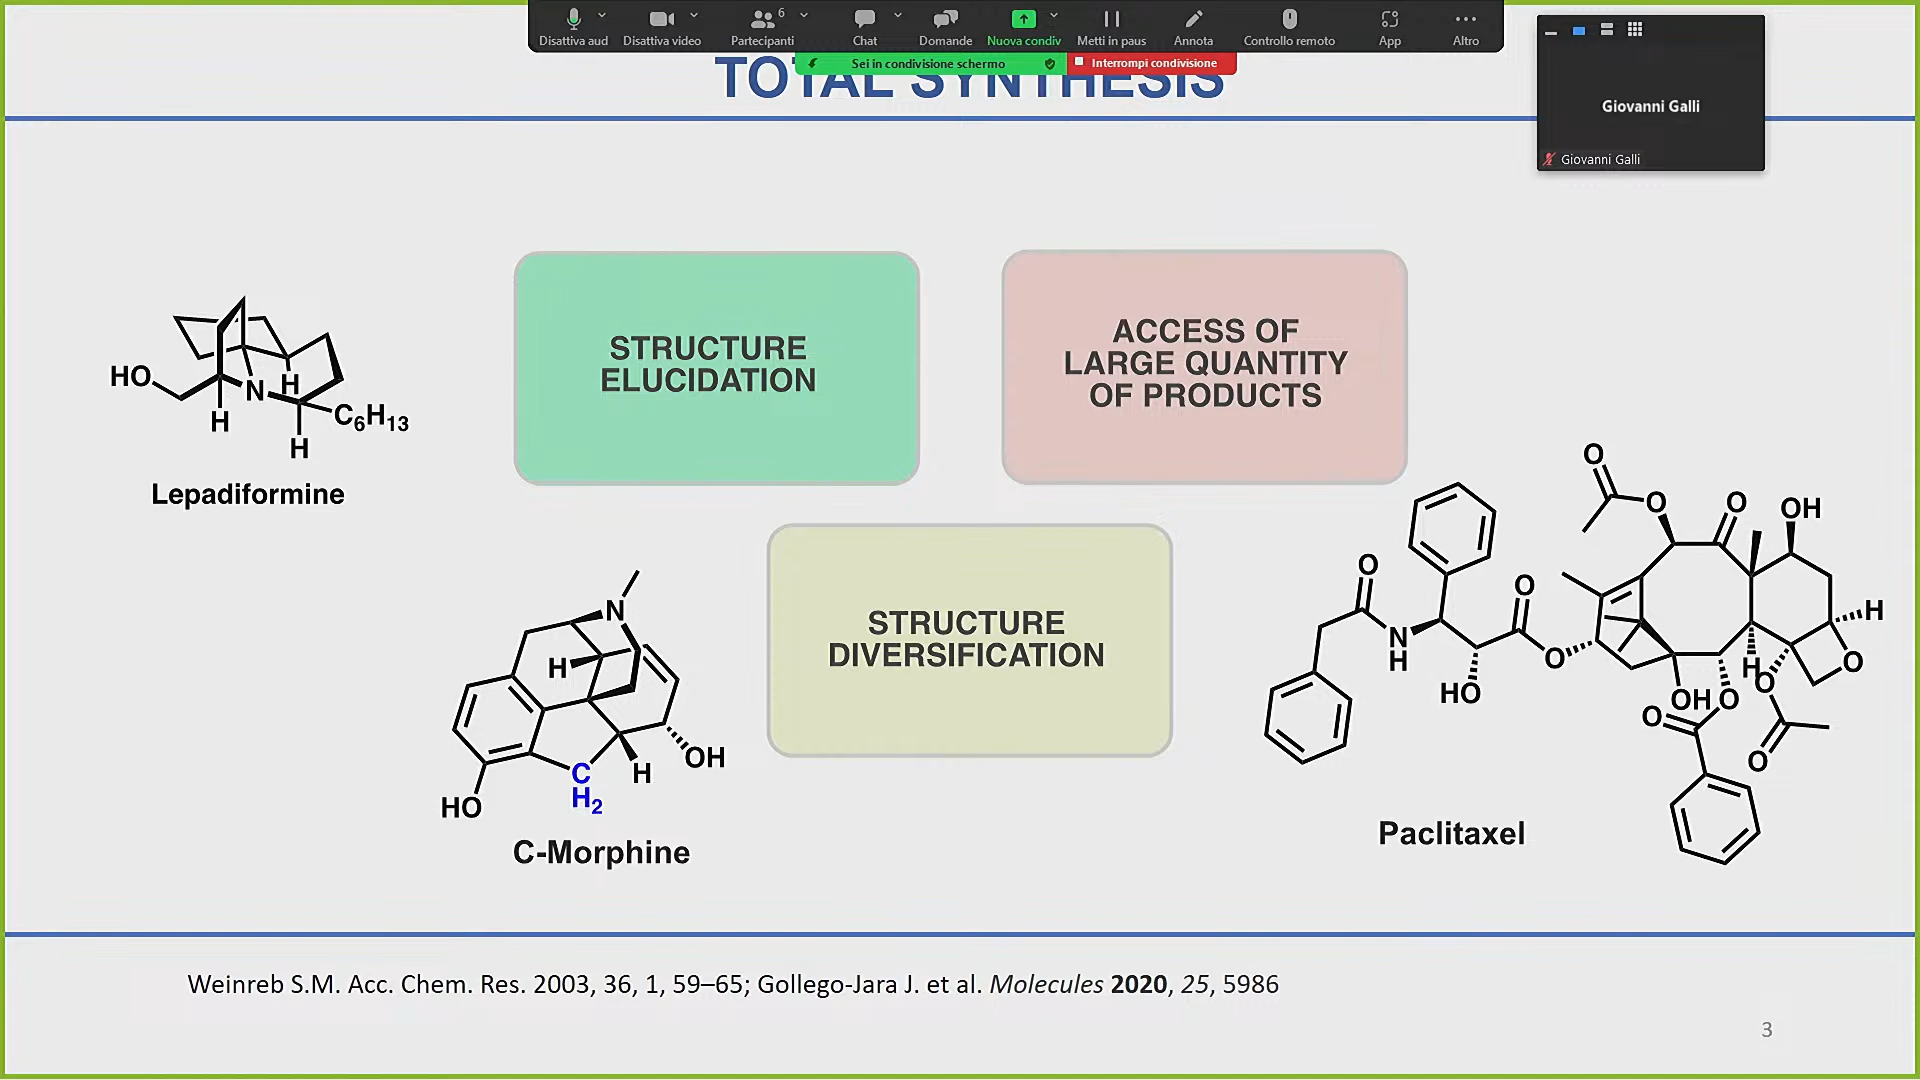 Disattiva aud
Disattiva video
6
Partecipanti
Chat
Domande
Nuova condiv
Metti in paus
Annota
Controllo remoto
App
Altro
Sei in condivisione schermo
Interrompi condivisione
TOTAL SYNTHESIS
Giovanni Galli
Giovanni Galli
STRUCTURE
ELUCIDATION
ACCESS OF
LARGE QUANTITY
OF PRODUCTS
HO
N
H
H
H
C6H13
Lepadiformine
STRUCTURE
DIVERSIFICATION
N
H
OH
H
C
H2
HO
C-Morphine
O
O
O
OH
O
O
N
H
HO
O
H
O
H
OH
O
O
O
O
Paclitaxel
Weinreb S.M. Acc. Chem. Res. 2003, 36, 1, 59–65; Gollego-Jara J. et al. Molecules 2020, 25, 5986
3